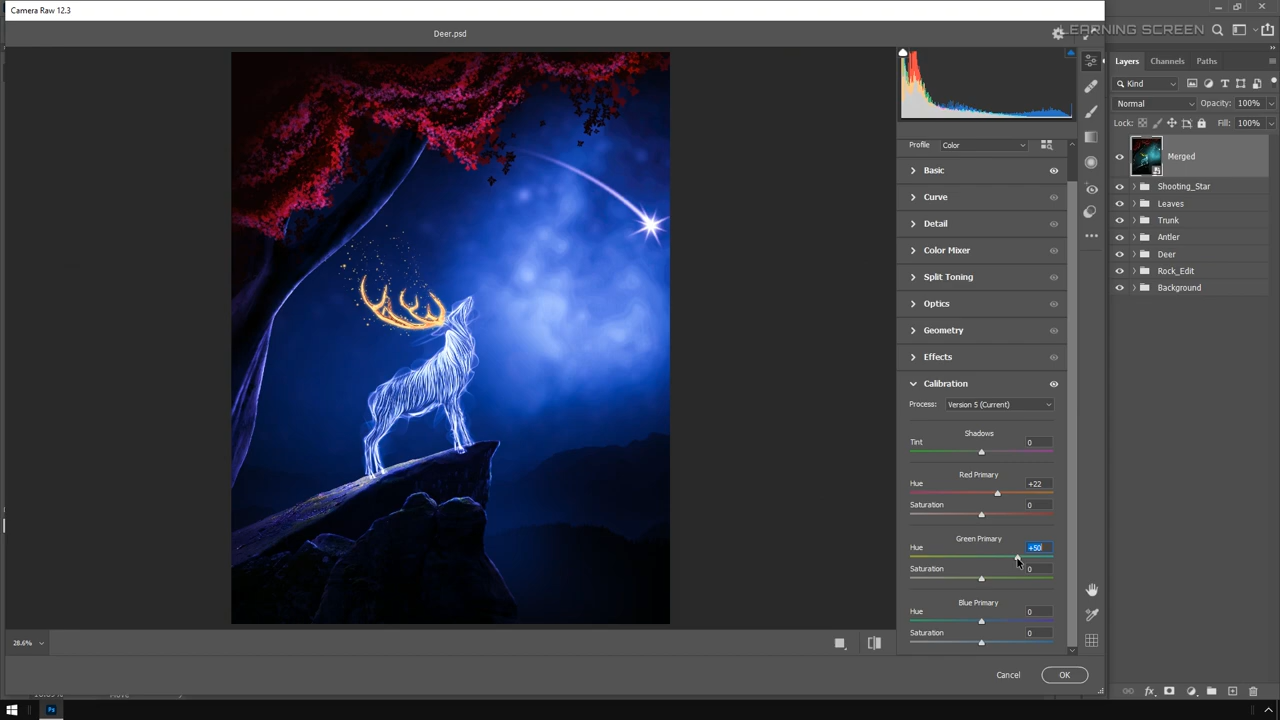 Camera Raw 12.3
Deer.psd
LEARNING SCREEN
Layers Channels Paths
Kind
Normal Opacity: 100%
Lock: Fill: 100%
Merged
Shooting_Star
Leaves
Trunk
Antler
Deer
Rock_Edit
Background
Profile Color
Basic
Curve
Detail
Color Mixer
Split Toning
Optics
Geometry
Effects
Calibration
Process: Version 5 (Current)
Shadows
Tint 0
Red Primary
Hue +22
Saturation 0
Green Primary
Hue +50
Saturation 0
Blue Primary
Hue 0
Saturation 0
28.6%
Cancel OK
Ps